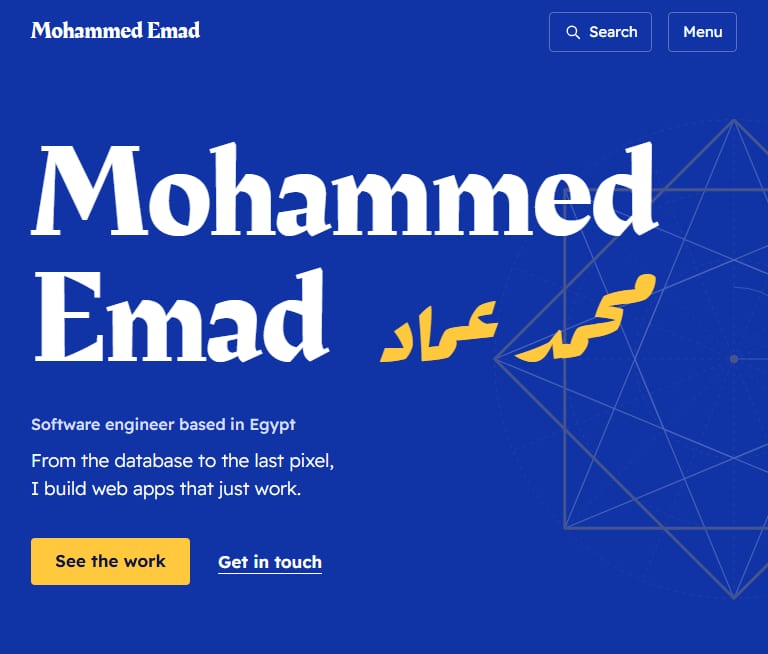 Mohammed Emad
Search
Menu
Mohammed
Emad محمد عماد
Software engineer based in Egypt
From the database to the last pixel,
I build web apps that just work.
See the work
Get in touch